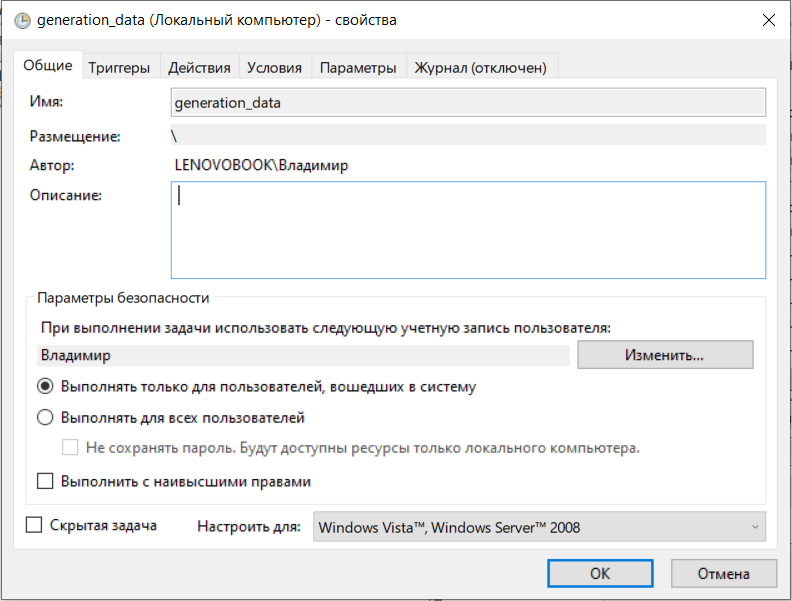 generation_data (Локальный компьютер) - свойства
Общие Триггеры Действия Условия Параметры Журнал (отключен)
Имя: generation_data
Размещение: \
Автор: LENOVOBOOK\Владимир
Описание:
Параметры безопасности
При выполнении задачи использовать следующую учетную запись пользователя:
Владимир Изменить...
Выполнять только для пользователей, вошедших в систему
Выполнять для всех пользователей
Не сохранять пароль. Будут доступны ресурсы только локального компьютера.
Выполнить с наивысшими правами
Скрытая задача Настроить для: Windows Vista™, Windows Server™ 2008
OK Отмена